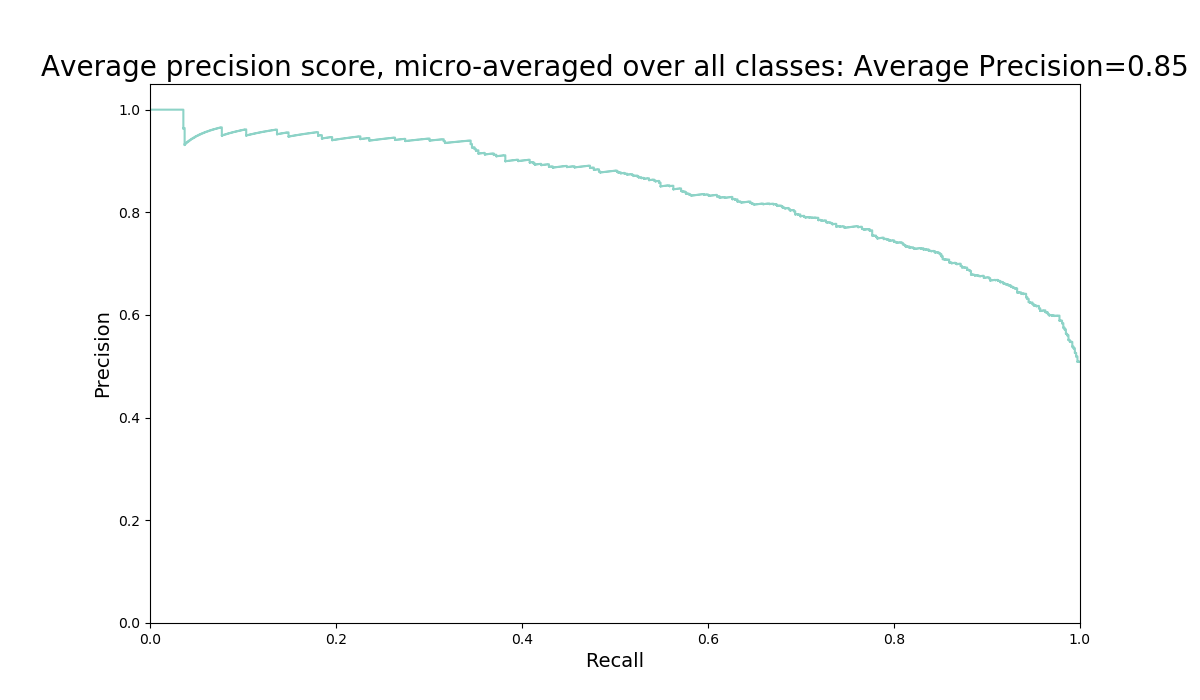 Average precision score, micro-averaged over all classes: Average Precision=0.85
1.0
0.8
0.6
0.4
0.2
0.0
Precision
0.0 0.2 0.4 0.6 0.8 1.0
Recall